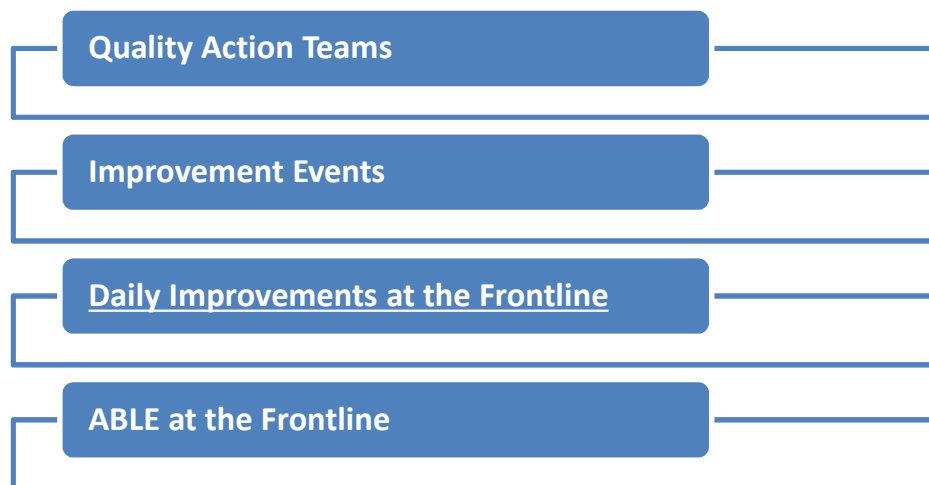 Quality Action Teams
Improvement Events
Daily Improvements at the Frontline
ABLE at the Frontline